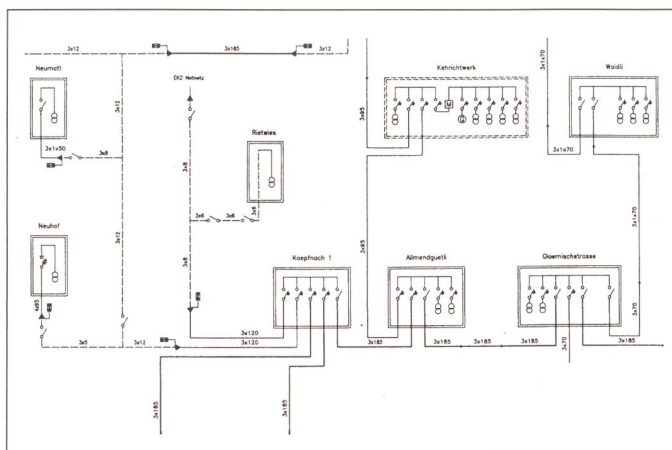 3x12
3x185
3x12
Neumatt
3x1x50
3x8
3x12
EKZ Notnetz
3x8
Rietwies
3x6
3x6
3x6
3x8
3x95
Kehrichtwerk
M
G
3x1x70
Waidli
3x1x70
3x1x70
Neuhof
4x95
3x5
3x12
3x12
Koepfnach 1
3x120
3x120
3x185
3x185
3x95
Allmendguetli
3x185
3x185
3x185
3x185
Glaernischstrasse
3x70
3x70
3x185